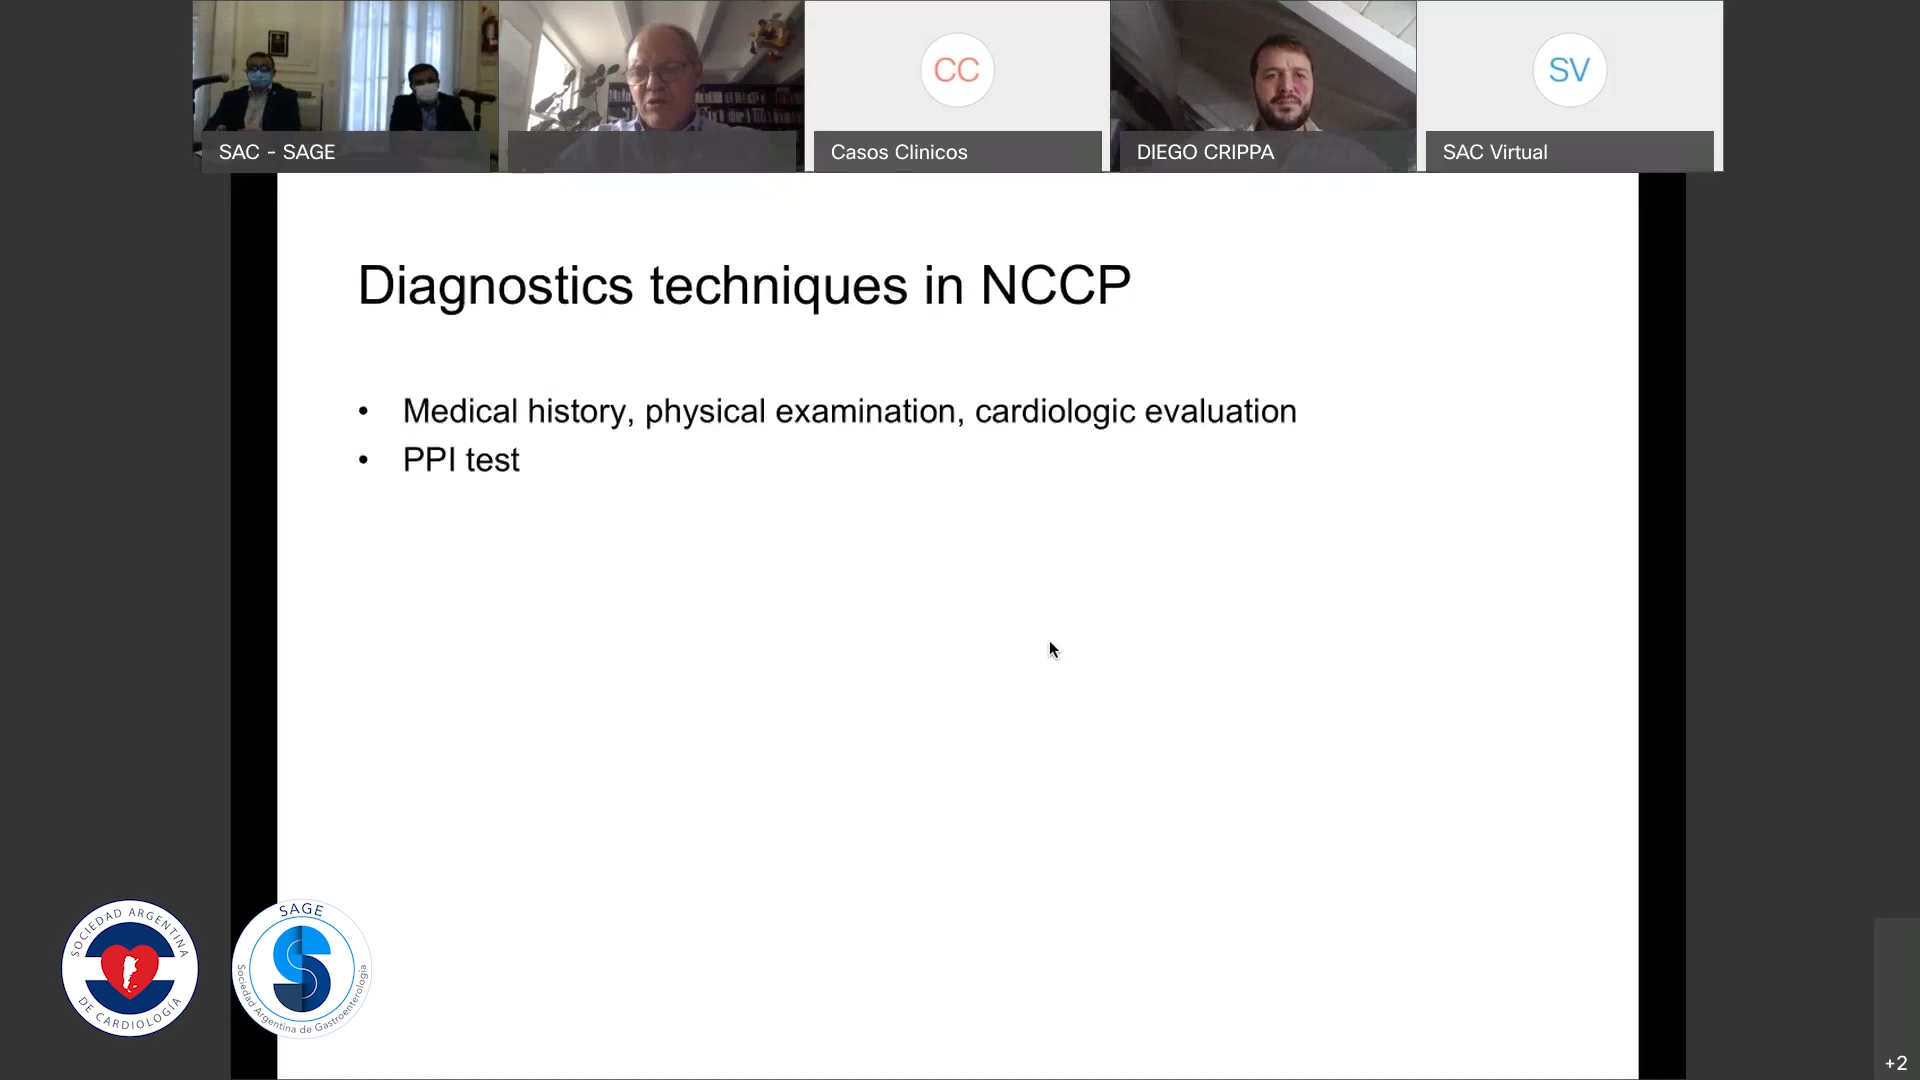 SAC - SAGE
CC
Casos Clinicos
DIEGO CRIPPA
SV
SAC Virtual
Diagnostics techniques in NCCP
• Medical history, physical examination, cardiologic evaluation
• PPI test
SOCIEDAD ARGENTINA
DE CARDIOLOGÍA
SAGE
Sociedad Argentina de Gastroenterología
+2